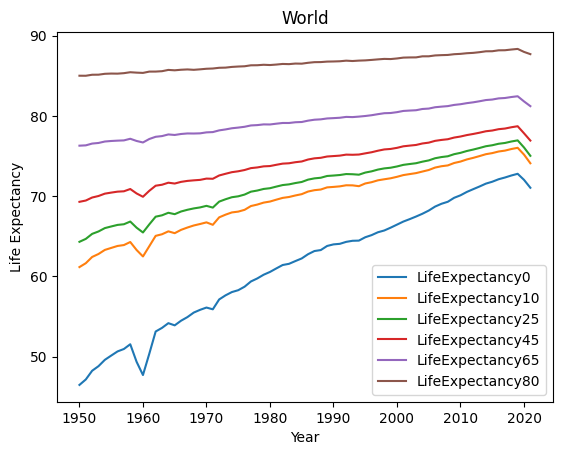 World
Life Expectancy
90
80
70
60
50
LifeExpectancy0
LifeExpectancy10
LifeExpectancy25
LifeExpectancy45
LifeExpectancy65
LifeExpectancy80
1950 1960 1970 1980 1990 2000 2010 2020
Year